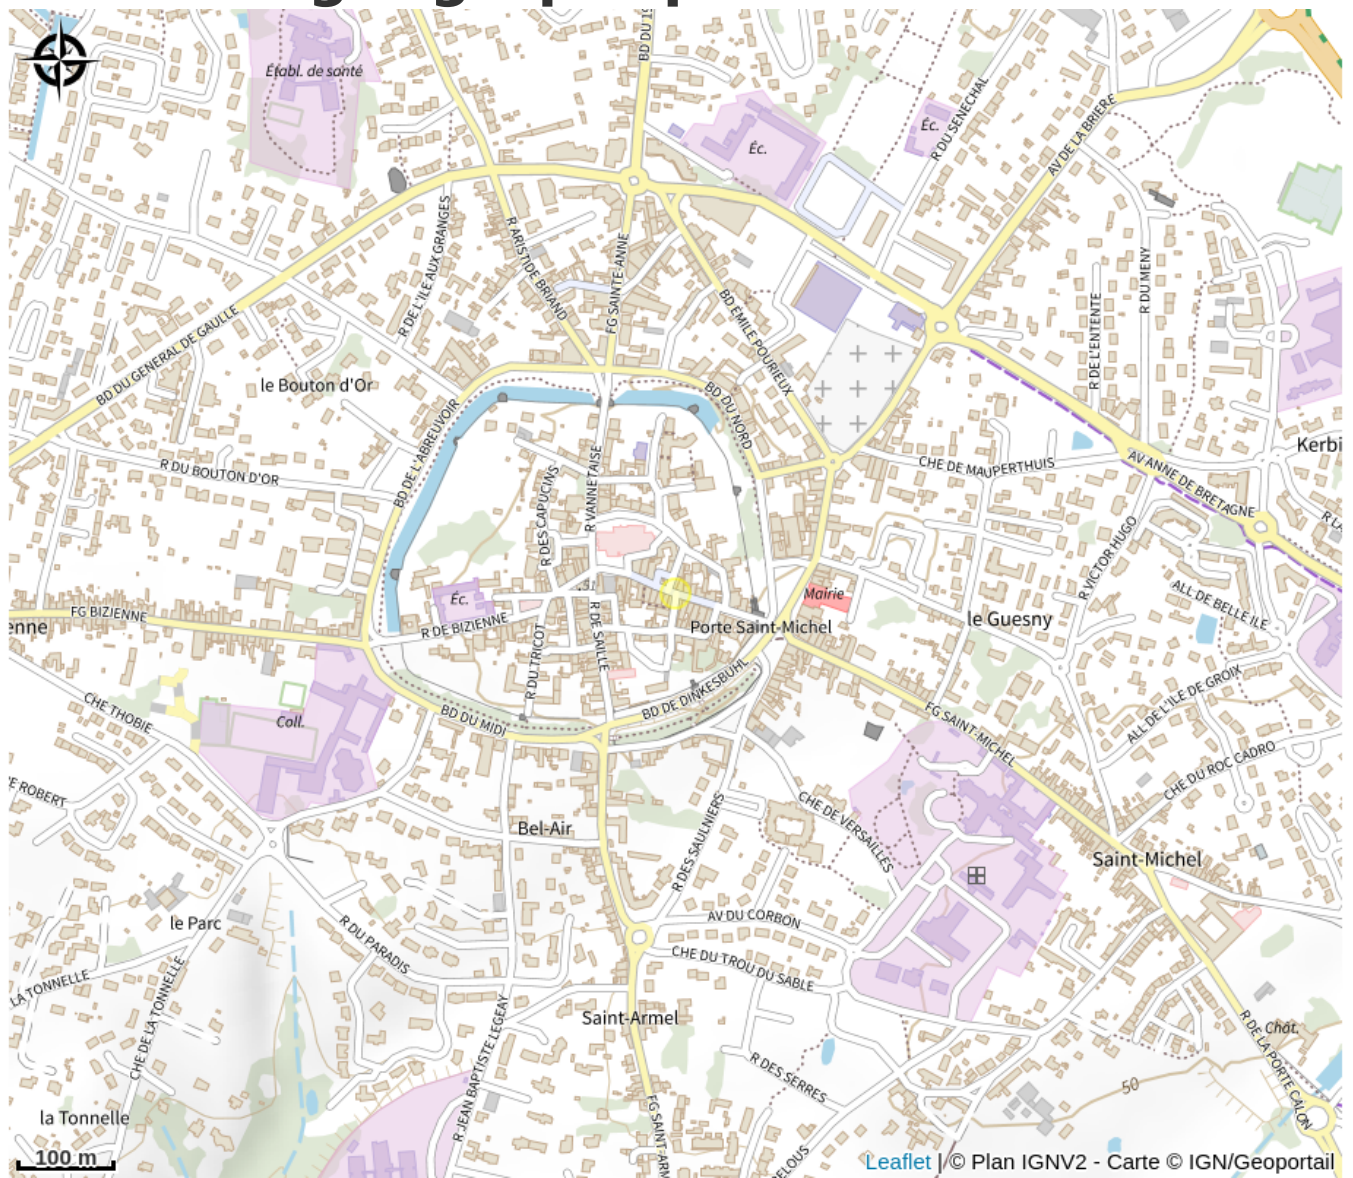 Établ. de santé
BD DU 19
Éc.
Éc.
R DU SENECHAL
AV DE LA BRIERE
R DE L'ILE AUX GRANGES
R ARISTIDE BRIAND
FG SAINTE-ANNE
BD EMILE POURIEUX
R DU MENY
R DE L'ENTENTE
BD DU GENERAL DE GAULLE
le Bouton d'Or
BD DU NORD
BD DE L'ABREUVOIR
Kerbi
CHE DE MAUPERTHUIS
AV ANNE DE BRETAGNE
R DU BOUTON D'OR
R VANNETAISE
R DES CAPUCINS
R LA
R VICTOR HUGO
51
Éc.
Mairie
ALL DE BELLE ILE
FG BIZIENNE
enne
R DE BIZIENNE
R DE SAILLE
Porte Saint-Michel
le Guesny
R DU TRICOT
BD DE DINKESBUHL
ALL DE L'ILE DE GROIX
CHE THOBIE
Coll.
BD DU MIDI
FG SAINT-MICHEL
CHE DU ROC CADRO
E ROBERT
Bel-Air
R DES SAULNIERS
CHE DE VERSAILLES
Saint-Michel
le Parc
R DU PARADIS
AV DU CORBON
CHE DU TROU DU SABLE
LA TONNELLE
CHE DE LA TONNELLE
R JEAN BAPTISTE LEGEAY
Saint-Armel
R DE LA PORTE CALON
Chât.
R DES SERRES
50
la Tonnelle
FG SAINT-ARM
ELOUS
100 m
Leaflet | © Plan IGNV2 - Carte © IGN/Geoportail